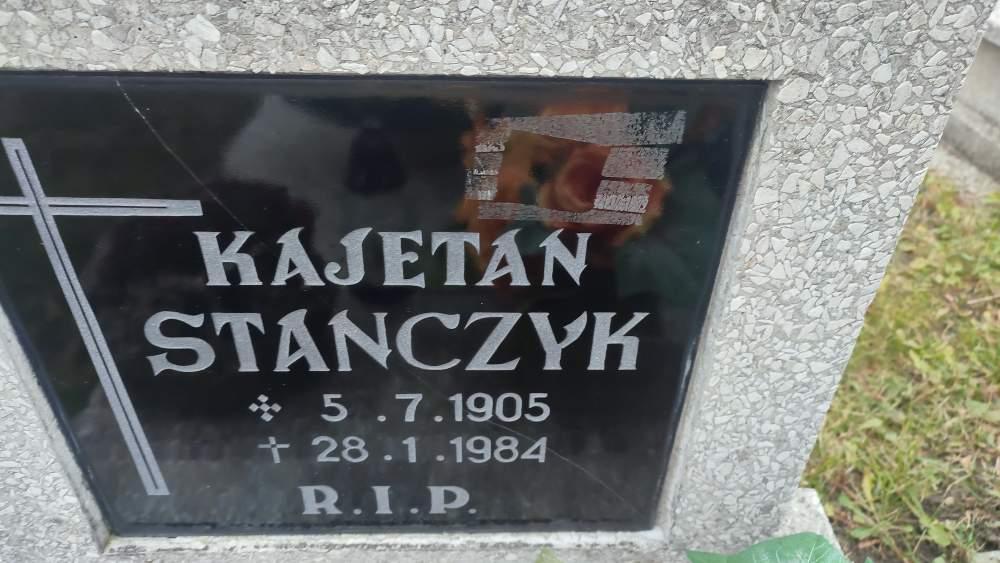 KAJETAN
STANCZYK
5.7.1905
✝ 28.1.1984
R.I.P.